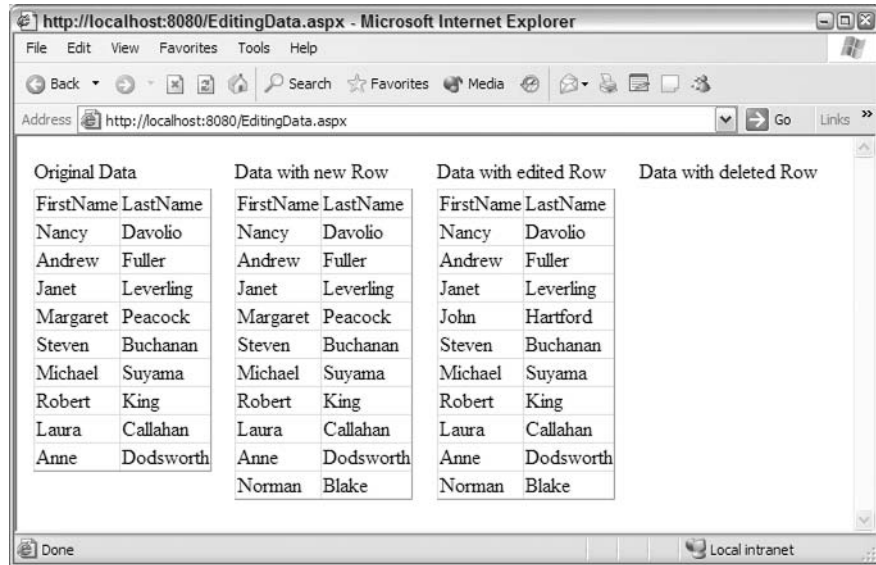 http://localhost:8080/EditingData.aspx - Microsoft Internet Explorer
File Edit View Favorites Tools Help
Back Search Favorites Media
Address http://localhost:8080/EditingData.aspx Go Links »
Original Data Data with new Row Data with edited Row Data with deleted Row
FirstName LastName FirstName LastName FirstName LastName
Nancy Davolio Nancy Davolio Nancy Davolio
Andrew Fuller Andrew Fuller Andrew Fuller
Janet Leverling Janet Leverling Janet Leverling
Margaret Peacock Margaret Peacock John Hartford
Steven Buchanan Steven Buchanan Steven Buchanan
Michael Suyama Michael Suyama Michael Suyama
Robert King Robert King Robert King
Laura Callahan Laura Callahan Laura Callahan
Anne Dodsworth Anne Dodsworth Anne Dodsworth
Norman Blake Norman Blake
Done Local intranet